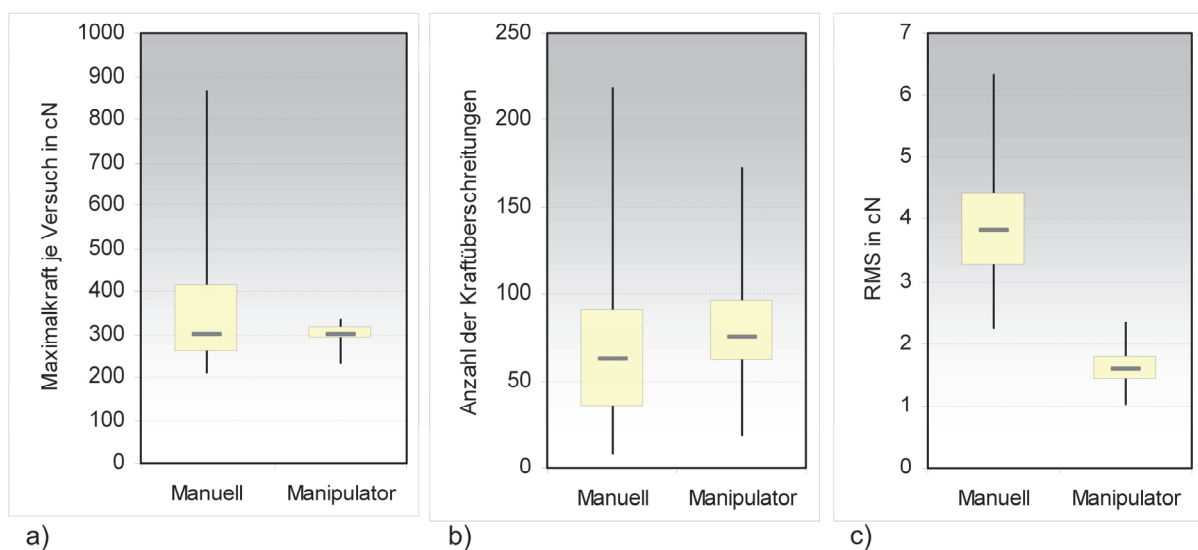 Maximalkraft je Versuch in cN
1000
900
800
700
600
500
400
300
200
100
0
Manuell Manipulator
a)
Anzahl der Kraftüberschreitungen
250
200
150
100
50
0
Manuell Manipulator
b)
RMS in cN
7
6
5
4
3
2
1
0
Manuell Manipulator
c)